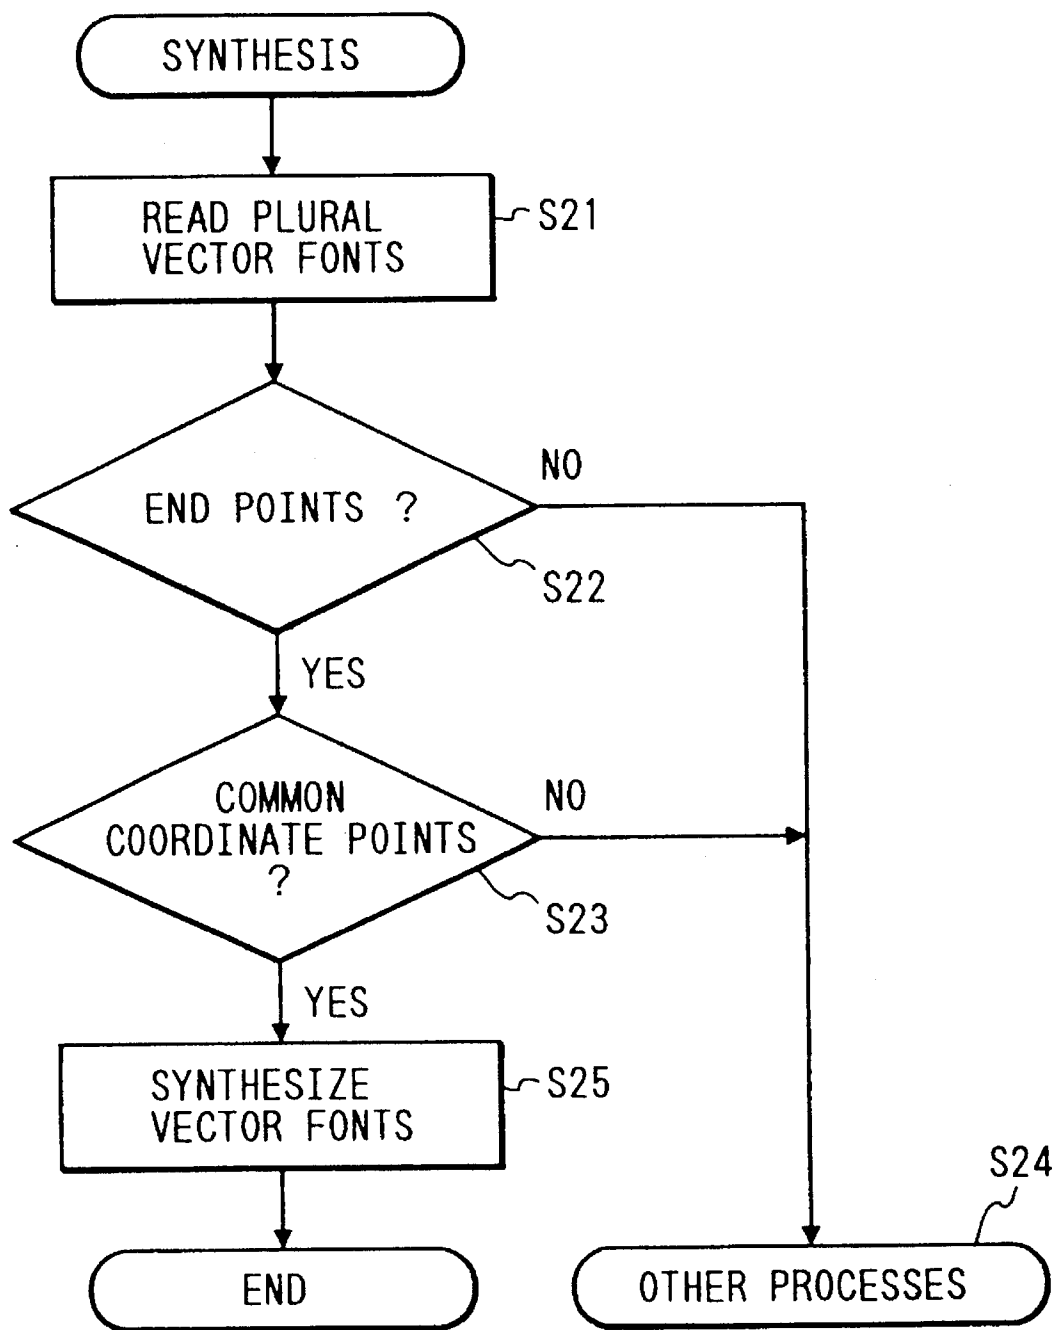 SYNTHESIS
READ PLURAL
VECTOR FONTS
S21
END POINTS ?
NO
S22
YES
COMMON
COORDINATE POINTS
?
NO
S23
YES
SYNTHESIZE
VECTOR FONTS
S25
S24
END
OTHER PROCESSES